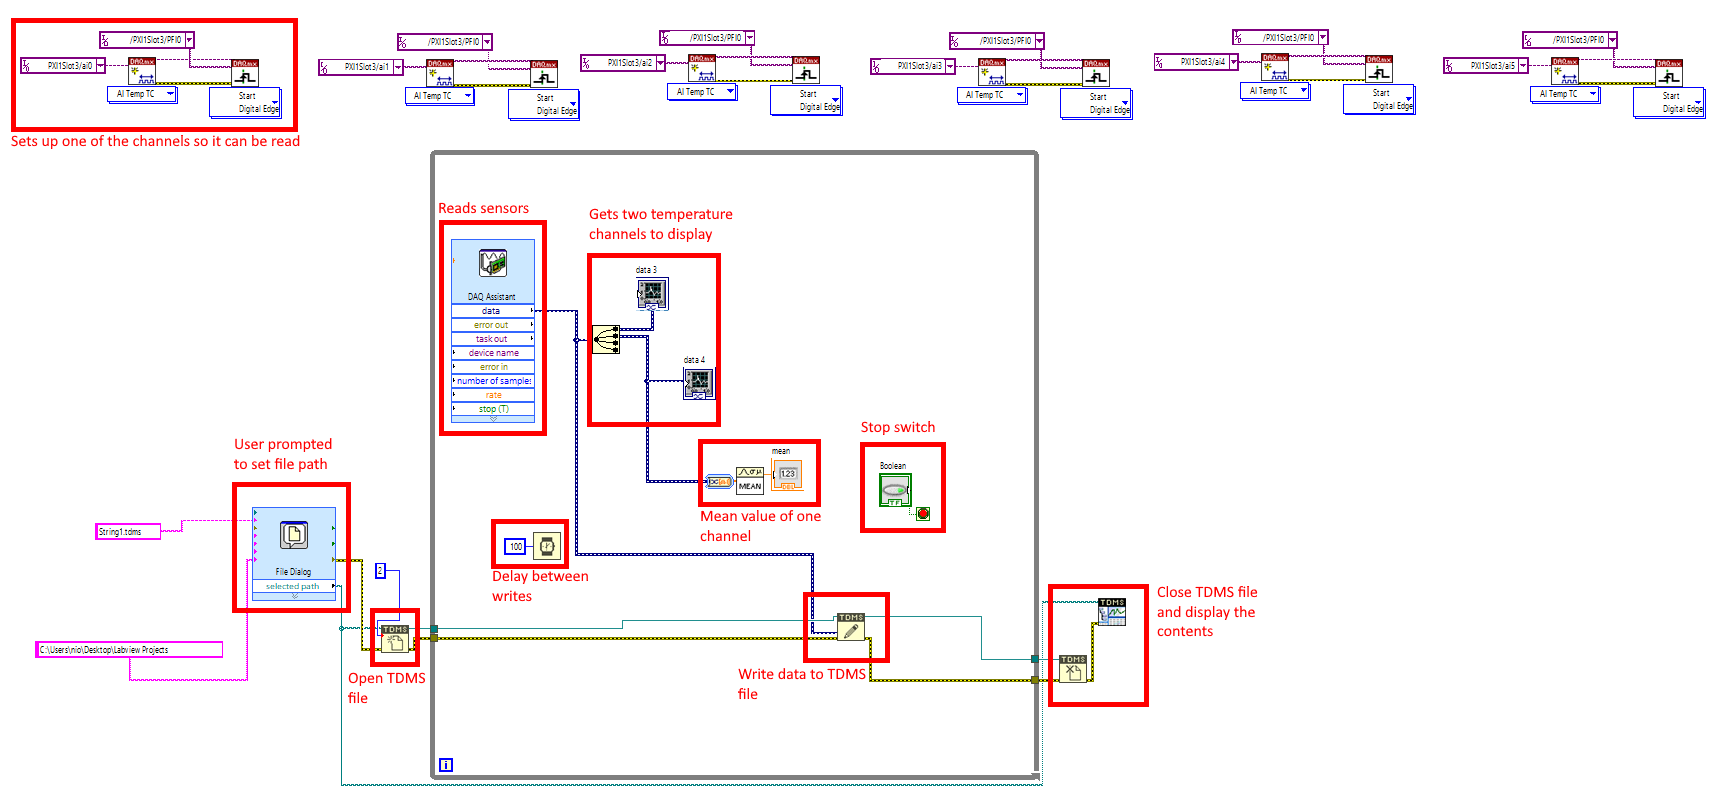 /PXI1Slot3/PFI0
PXI1Slot3/ai0
DAQmx
DAQmx
AI Temp TC
Start
Digital Edge
Sets up one of the channels so it can be read
/PXI1Slot3/PFI0
PXI1Slot3/ai1
DAQmx
DAQmx
AI Temp TC
Start
Digital Edge
/PXI1Slot3/PFI0
PXI1Slot3/ai2
DAQmx
DAQmx
AI Temp TC
Start
Digital Edge
/PXI1Slot3/PFI0
PXI1Slot3/ai3
DAQmx
DAQmx
AI Temp TC
Start
Digital Edge
/PXI1Slot3/PFI0
PXI1Slot3/ai4
DAQmx
DAQmx
AI Temp TC
Start
Digital Edge
/PXI1Slot3/PFI0
PXI1Slot3/ai5
DAQmx
DAQmx
AI Temp TC
Start
Digital Edge
Reads sensors
DAQ Assistant
data
error out
task out
device name
error in
number of samples
rate
stop (T)
Gets two temperature
channels to display
data 3
data 4
mean
MEAN
1.23
DBL
Mean value of one
channel
Stop switch
Boolean
TF
User prompted
to set file path
String1.tdms
File Dialog
selected path
C:\Users\nio\Desktop\Labview Projects
2
TDMS
Open TDMS
file
100
Delay between
writes
TDMS
Write data to TDMS
file
TDMS
TDMS
Close TDMS file
and display the
contents
i